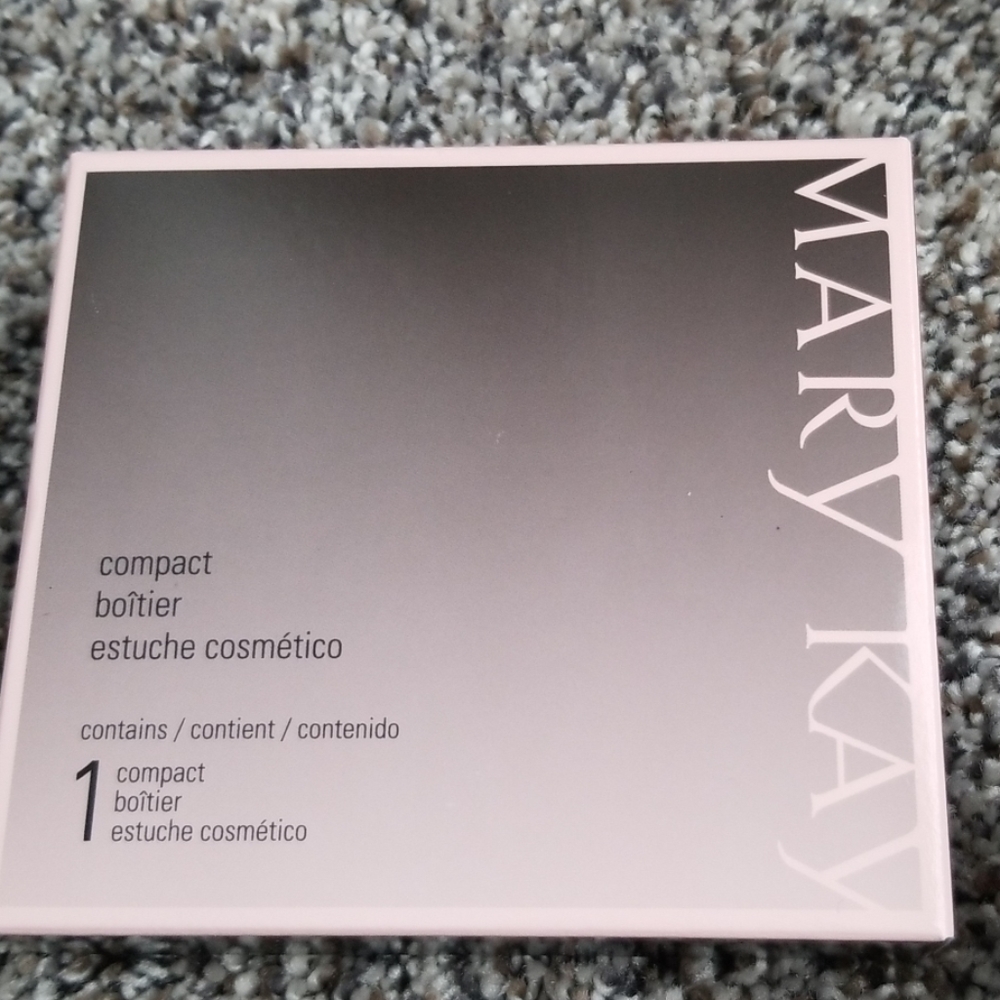 MARY KAY
compact
boîtier
estuche cosmético
contains / contient / contenido
1 compact
boîtier
estuche cosmético